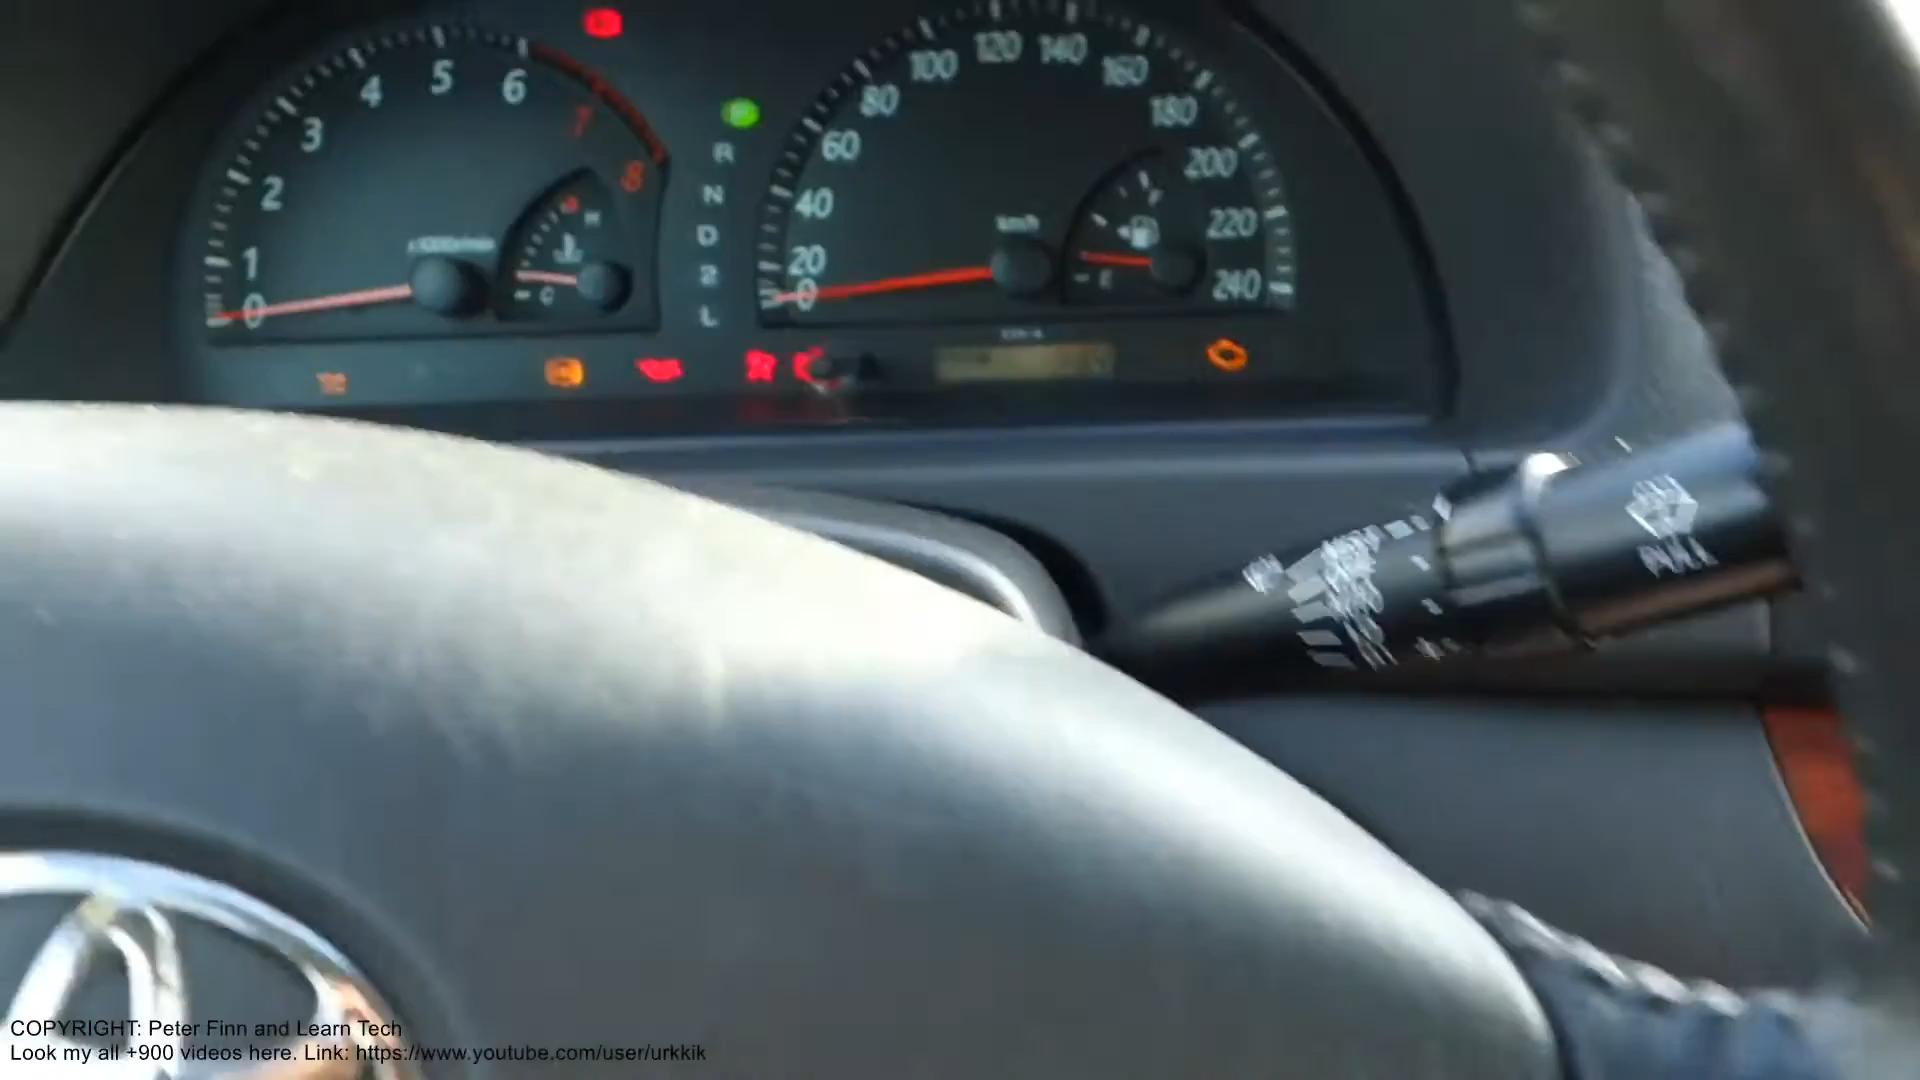 0
1
2
3
4
5
6
7
8
H
C
R
N
D
2
L
0
20
40
60
80
100
120
140
160
180
200
220
240
km/h
F
E
COPYRIGHT: Peter Finn and Learn Tech
Look my all +900 videos here. Link: https://www.youtube.com/user/urkkik